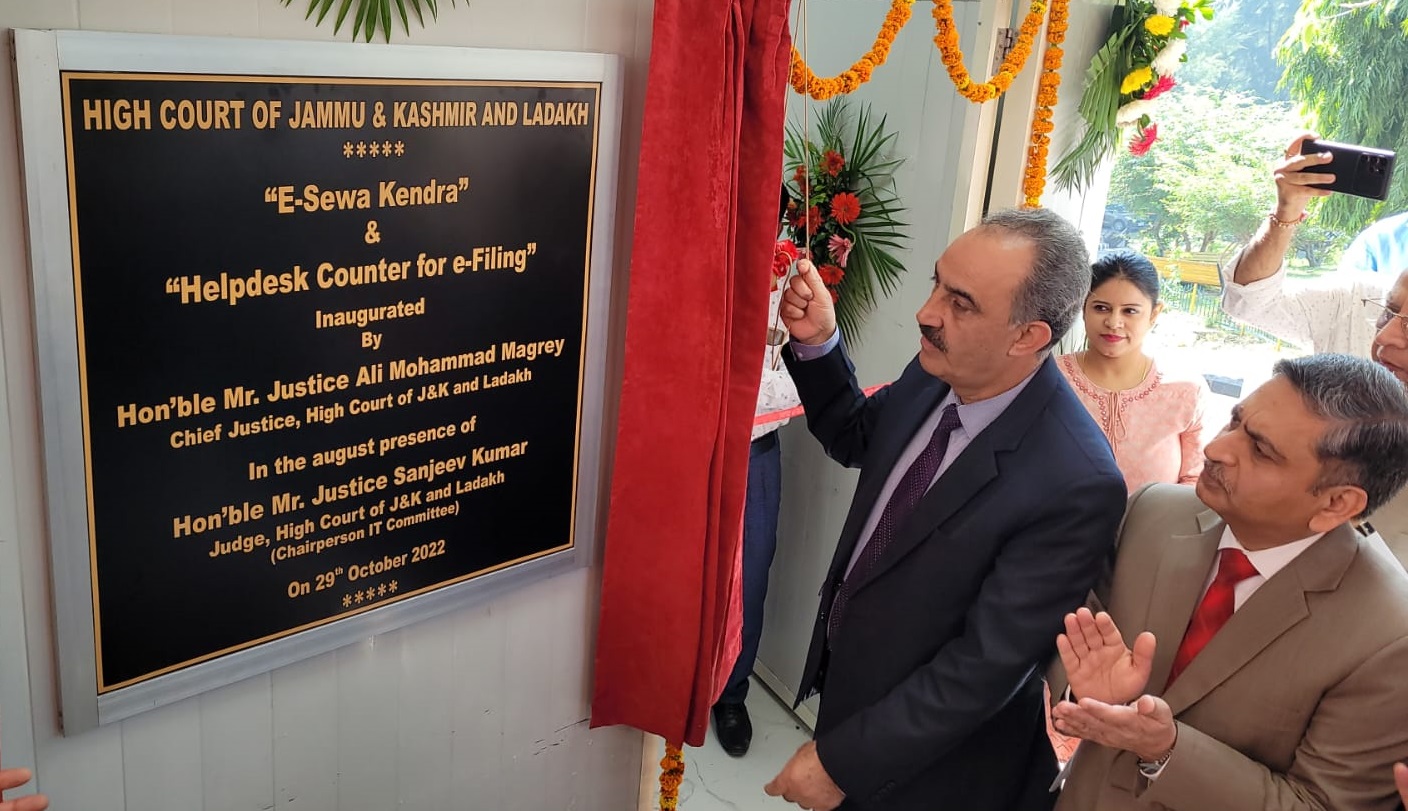 HIGH COURT OF JAMMU & KASHMIR AND LADAKH
*****
“E-Sewa Kendra”
&
“Helpdesk Counter for e-Filing”
Inaugurated
By
Hon’ble Mr. Justice Ali Mohammad Magrey
Chief Justice, High Court of J&K and Ladakh
In the august presence of
Hon’ble Mr. Justice Sanjeev Kumar
Judge, High Court of J&K and Ladakh
(Chairperson IT Committee)
On 29th October 2022
*****